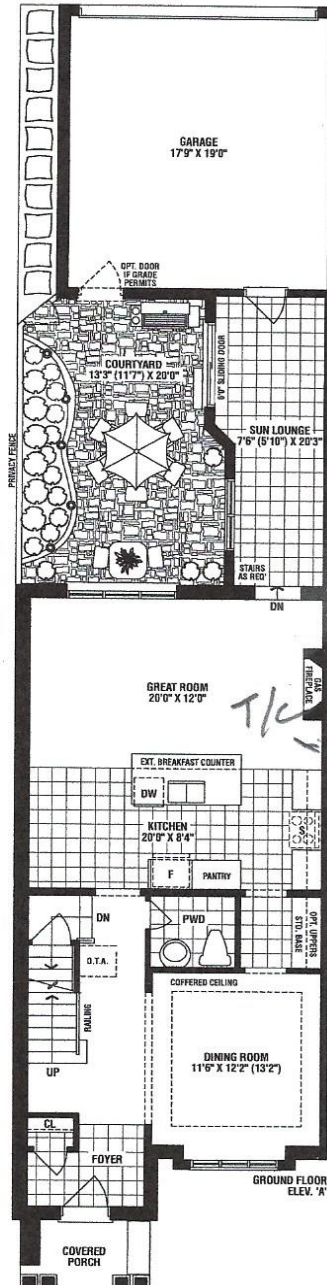 GARAGE
17'9" X 19'0"
OPT. DOOR
IF GRADE
PERMITS
COURTYARD
13'3" (11'7") X 20'0"
6'0" SLIDING DOOR
SUN LOUNGE
7'6" (5'10") X 20'3"
PRIVACY FENCE
STAIRS
AS REQ'
DN
GREAT ROOM
20'0" X 12'0"
GAS
FIREPLACE
T/C
EXT. BREAKFAST COUNTER
DW
KITCHEN
20'0" X 8'4"
S
F
PANTRY
DN
PWD
OPT. UPPERS
STD. BASE
O.T.A.
RAILING
COFFERED CEILING
UP
DINING ROOM
11'6" X 12'2" (13'2")
CL
FOYER
GROUND FLOOR
ELEV. 'A'
COVERED
PORCH